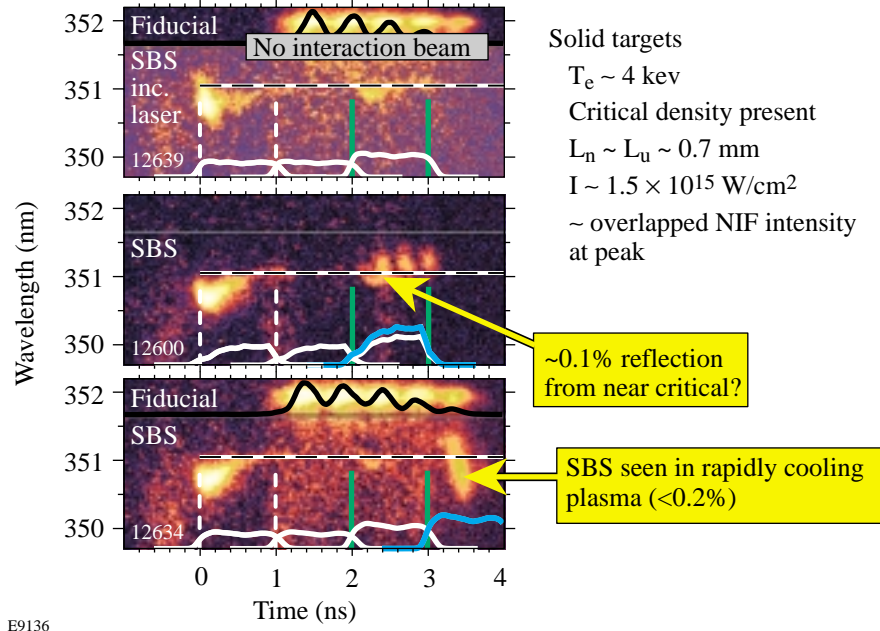 352
Fiducial
No interaction beam
SBS
inc.
laser
351
350
12639
352
SBS
351
350
12600
352
Fiducial
SBS
351
350
12634
Wavelength (nm)
0 1 2 3 4
Time (ns)
Solid targets
Tₑ ~ 4 kev
Critical density present
Lₙ ~ Lᵤ ~ 0.7 mm
I ~ 1.5 × 10¹⁵ W/cm²
~ overlapped NIF intensity
at peak
~0.1% reflection
from near critical?
SBS seen in rapidly cooling
plasma (<0.2%)
E9136